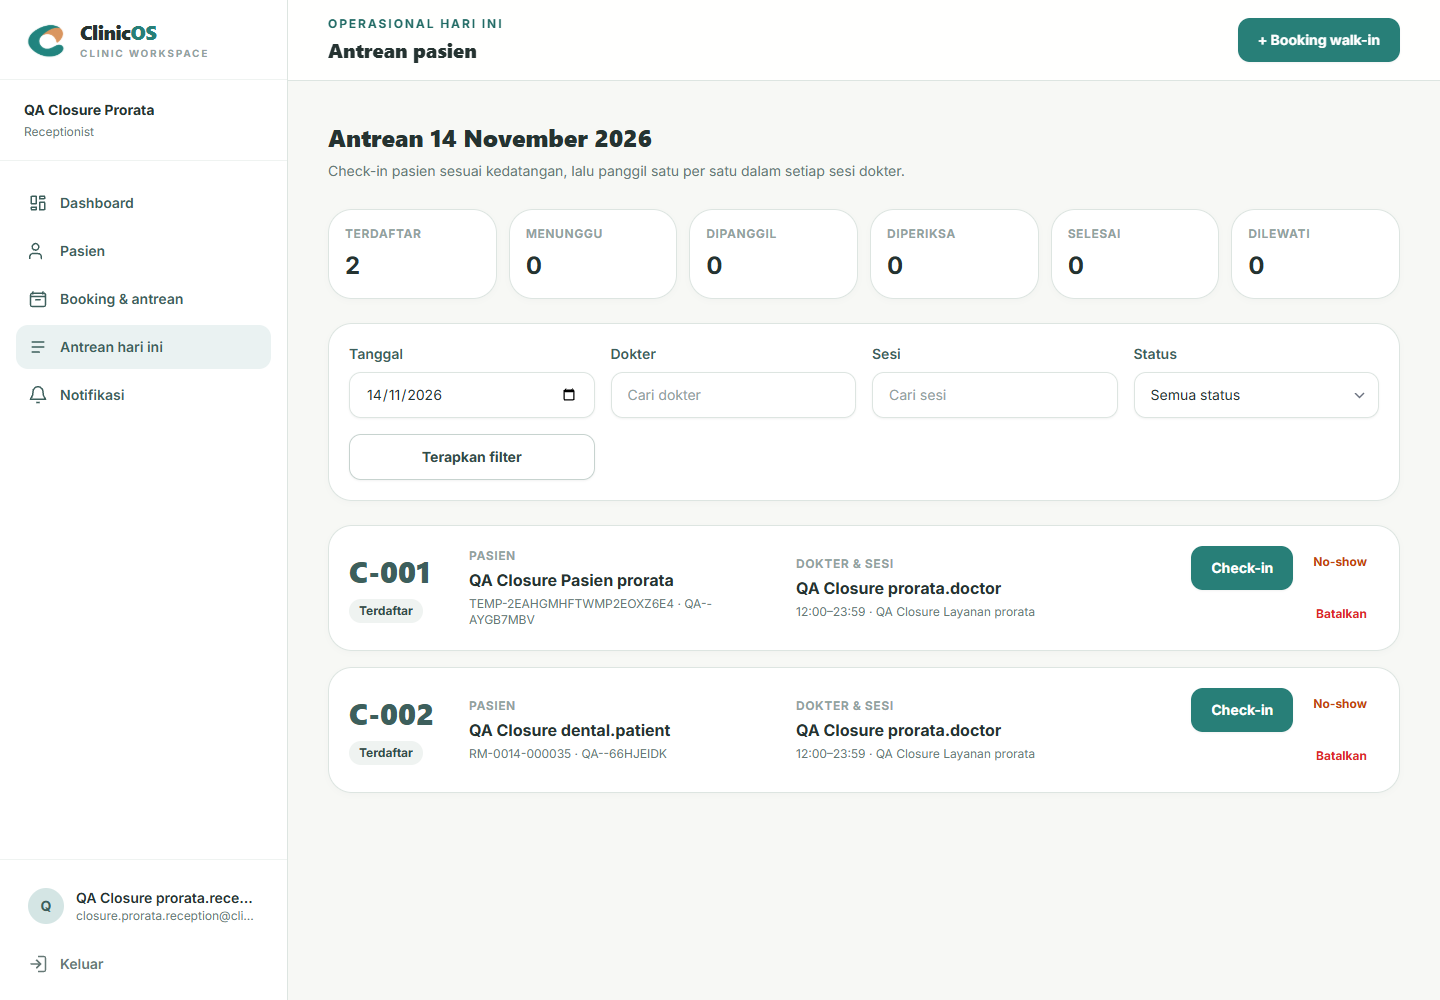 ClinicOS
CLINIC WORKSPACE
QA Closure Prorata
Receptionist
Dashboard
Pasien
Booking & antrean
Antrean hari ini
Notifikasi
Q
QA Closure prorata.rece...
closure.prorata.reception@cli...
Keluar
OPERASIONAL HARI INI
Antrean pasien
+ Booking walk-in
Antrean 14 November 2026
Check-in pasien sesuai kedatangan, lalu panggil satu per satu dalam setiap sesi dokter.
TERDAFTAR
2
MENUNGGU
0
DIPANGGIL
0
DIPERIKSA
0
SELESAI
0
DILEWATI
0
Tanggal
14/11/2026
Dokter
Cari dokter
Sesi
Cari sesi
Status
Semua status
Terapkan filter
C-001
Terdaftar
PASIEN
QA Closure Pasien prorata
TEMP-2EAHGMHFTWMP2EOXZ6E4 · QA--
AYGB7MBV
DOKTER & SESI
QA Closure prorata.doctor
12:00–23:59 · QA Closure Layanan prorata
Check-in
No-show
Batalkan
C-002
Terdaftar
PASIEN
QA Closure dental.patient
RM-0014-000035 · QA--66HJEIDK
DOKTER & SESI
QA Closure prorata.doctor
12:00–23:59 · QA Closure Layanan prorata
Check-in
No-show
Batalkan